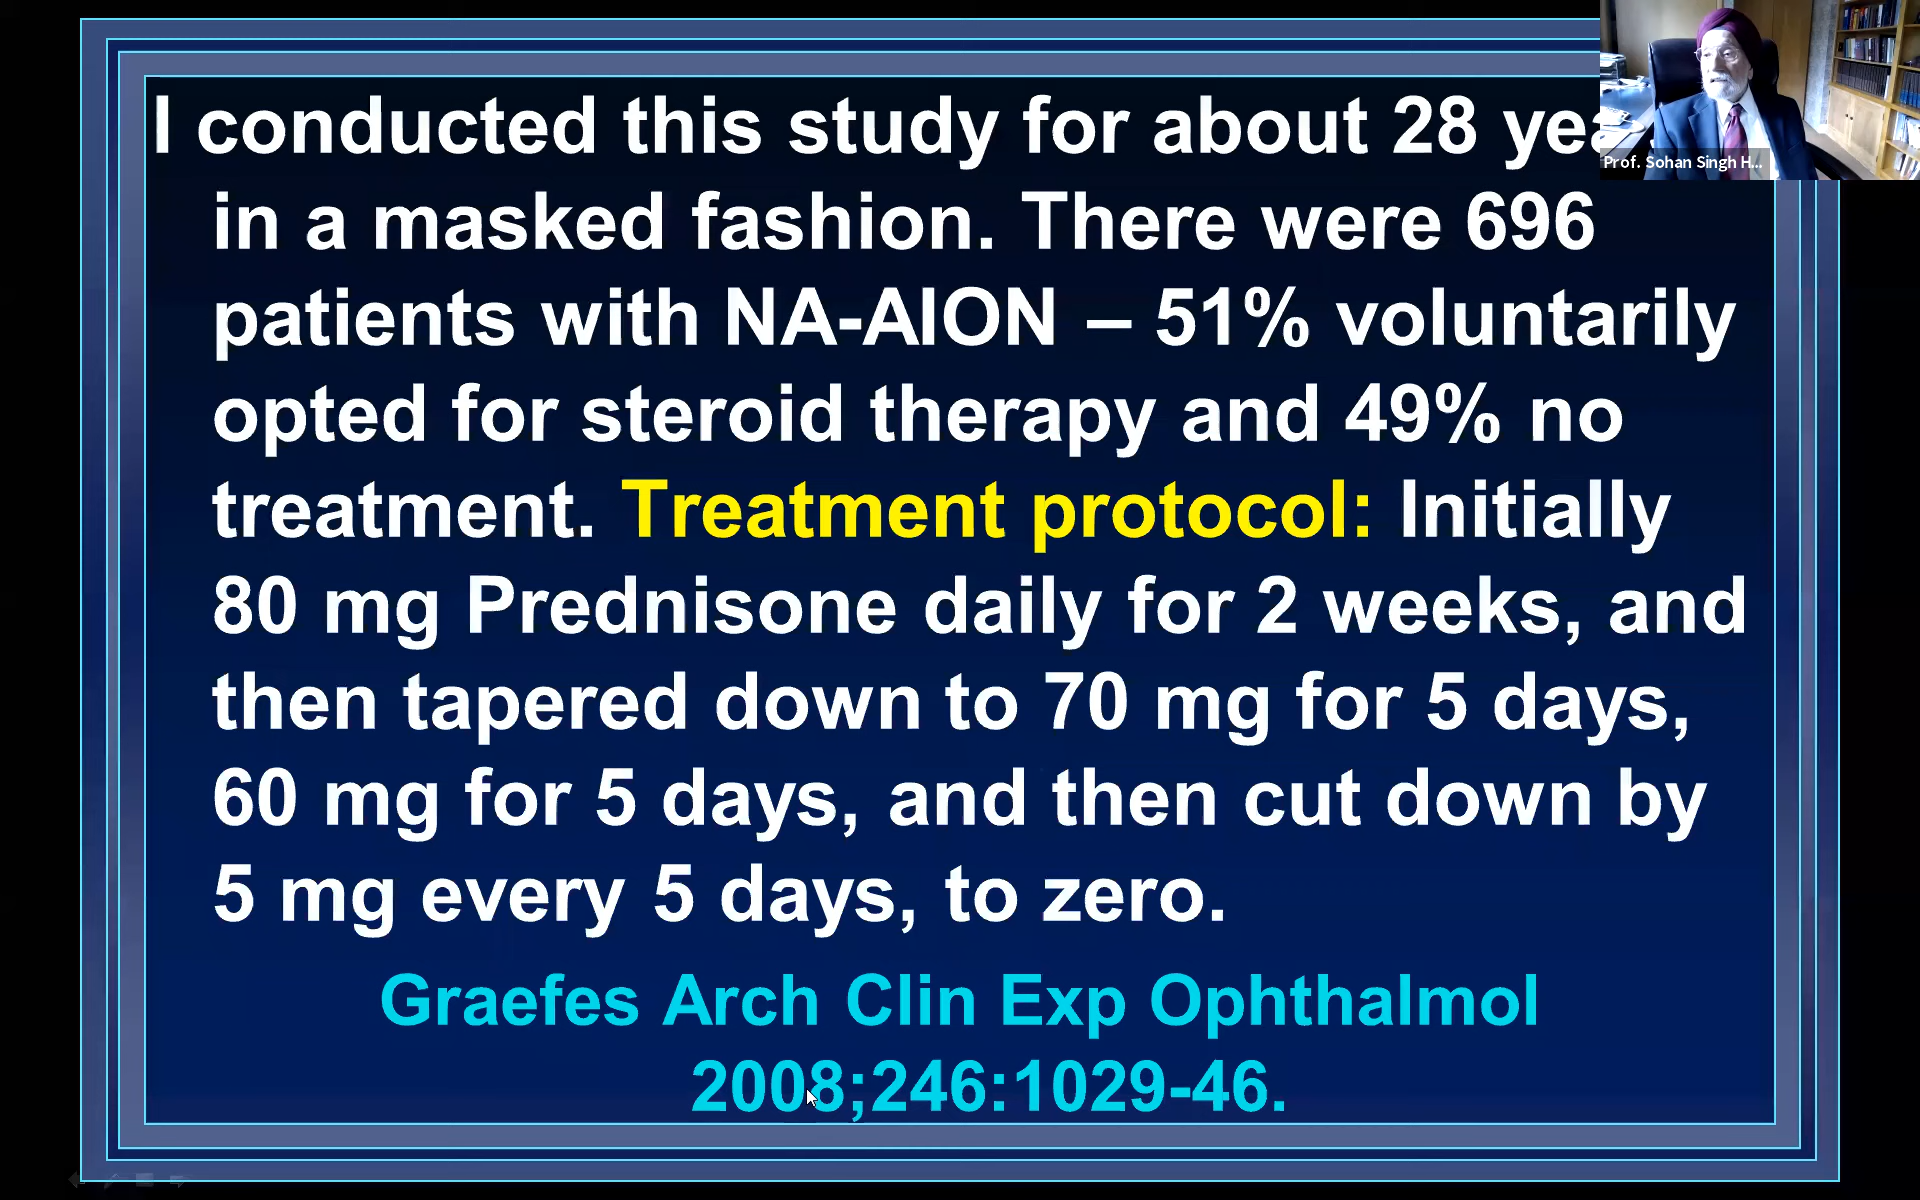 I conducted this study for about 28 yea
in a masked fashion. There were 696
patients with NA-AION – 51% voluntarily
opted for steroid therapy and 49% no
treatment. Treatment protocol: Initially
80 mg Prednisone daily for 2 weeks, and
then tapered down to 70 mg for 5 days,
60 mg for 5 days, and then cut down by
5 mg every 5 days, to zero.
Graefes Arch Clin Exp Ophthalmol
2008;246:1029-46.
Prof. Sohan Singh H...